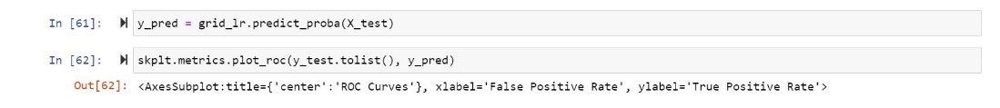 In [61]: y_pred = grid_lr.predict_proba(X_test)
In [62]: skplt.metrics.plot_roc(y_test.tolist(), y_pred)
Out[62]: <AxesSubplot:title={'center':'ROC Curves'}, xlabel='False Positive Rate', ylabel='True Positive Rate'>